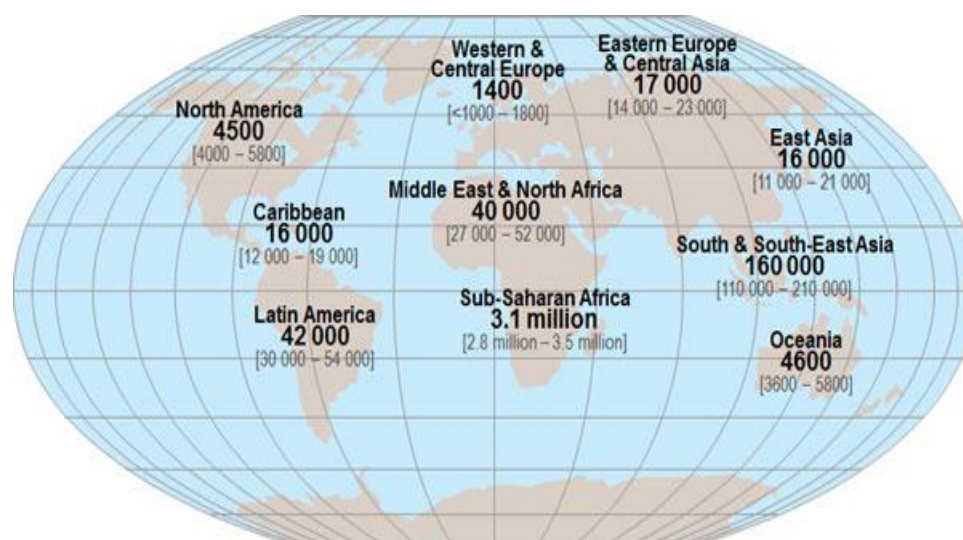 Western &
Central Europe
1400
[<1000 – 1800]
Eastern Europe
& Central Asia
17 000
[14 000 – 23 000]
North America
4500
[4000 – 5800]
East Asia
16 000
[11 000 – 21 000]
Middle East & North Africa
40 000
[27 000 – 52 000]
Caribbean
16 000
[12 000 – 19 000]
South & South-East Asia
160 000
[110 000 – 210 000]
Sub-Saharan Africa
3.1 million
[2.8 million – 3.5 million]
Latin America
42 000
[30 000 – 54 000]
Oceania
4600
[3600 – 5800]